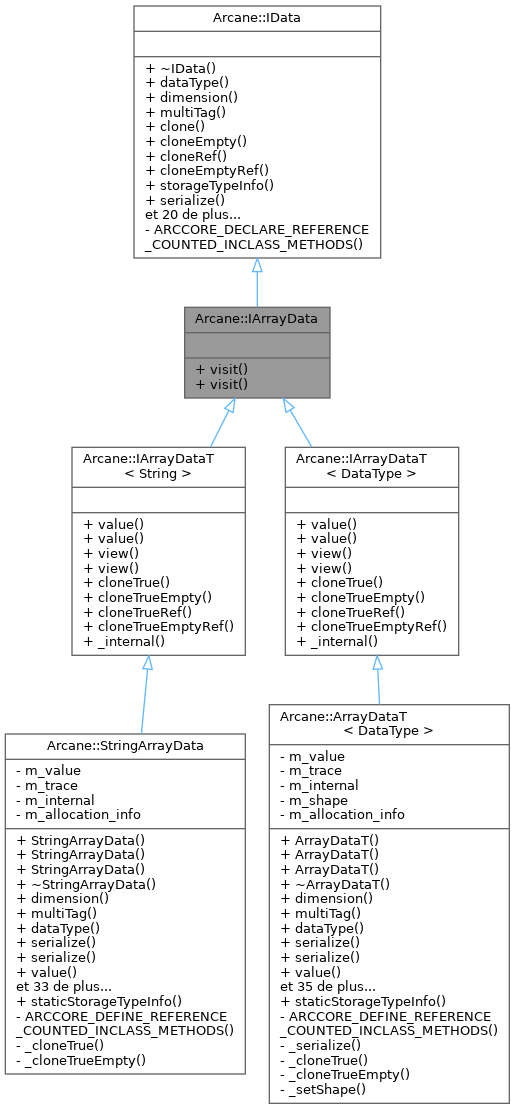 Arcane::IData
+ ~IData()
+ dataType()
+ dimension()
+ multiTag()
+ clone()
+ cloneEmpty()
+ cloneRef()
+ cloneEmptyRef()
+ storageTypeInfo()
+ serialize()
et 20 de plus...
- ARCCORE_DECLARE_REFERENCE
_COUNTED_INCLASS_METHODS()
Arcane::IArrayData
+ visit()
+ visit()
Arcane::IArrayDataT
< String >
+ value()
+ value()
+ view()
+ view()
+ cloneTrue()
+ cloneTrueEmpty()
+ cloneTrueRef()
+ cloneTrueEmptyRef()
+ _internal()
Arcane::IArrayDataT
< DataType >
+ value()
+ value()
+ view()
+ view()
+ cloneTrue()
+ cloneTrueEmpty()
+ cloneTrueRef()
+ cloneTrueEmptyRef()
+ _internal()
Arcane::StringArrayData
- m_value
- m_trace
- m_internal
- m_allocation_info
+ StringArrayData()
+ StringArrayData()
+ StringArrayData()
+ ~StringArrayData()
+ dimension()
+ multiTag()
+ dataType()
+ serialize()
+ serialize()
+ value()
et 33 de plus...
+ staticStorageTypeInfo()
- ARCCORE_DEFINE_REFERENCE
_COUNTED_INCLASS_METHODS()
- _cloneTrue()
- _cloneTrueEmpty()
Arcane::ArrayDataT
< DataType >
- m_value
- m_trace
- m_internal
- m_shape
- m_allocation_info
+ ArrayDataT()
+ ArrayDataT()
+ ArrayDataT()
+ ~ArrayDataT()
+ dimension()
+ multiTag()
+ dataType()
+ serialize()
+ serialize()
+ value()
et 35 de plus...
+ staticStorageTypeInfo()
- ARCCORE_DEFINE_REFERENCE
_COUNTED_INCLASS_METHODS()
- _serialize()
- _cloneTrue()
- _cloneTrueEmpty()
- _setShape()